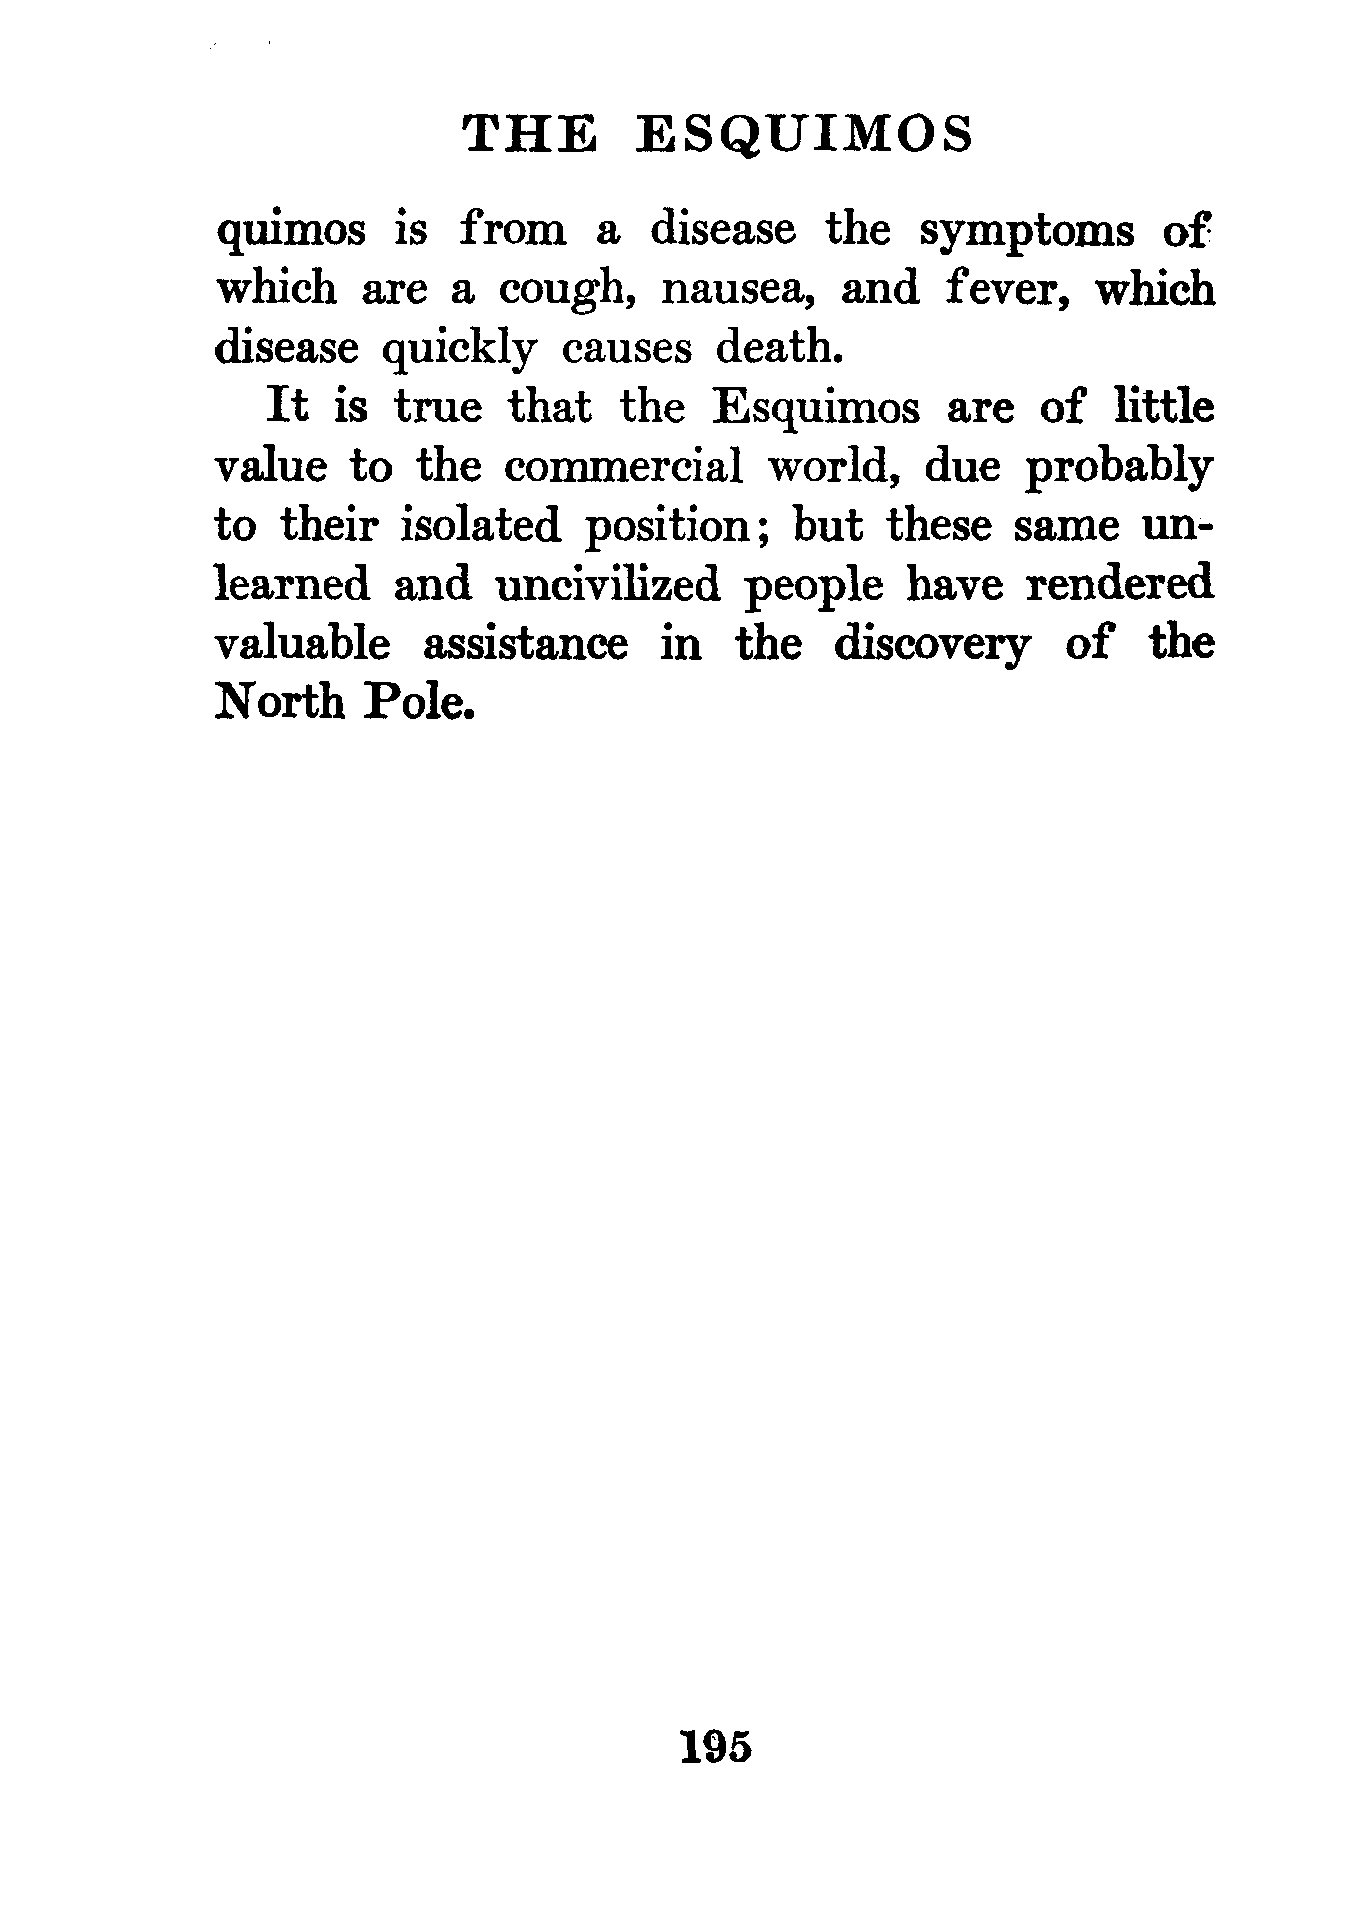 THE ESQUIMOS
quimos is from a disease the symptoms of
which are a cough, nausea, and fever, which
disease quickly causes death.
It is true that the Esquimos are of little
value to the commercial world, due probably
to their isolated position; but these same un-
learned and uncivilized people have rendered
valuable assistance in the discovery of the
North Pole.
195